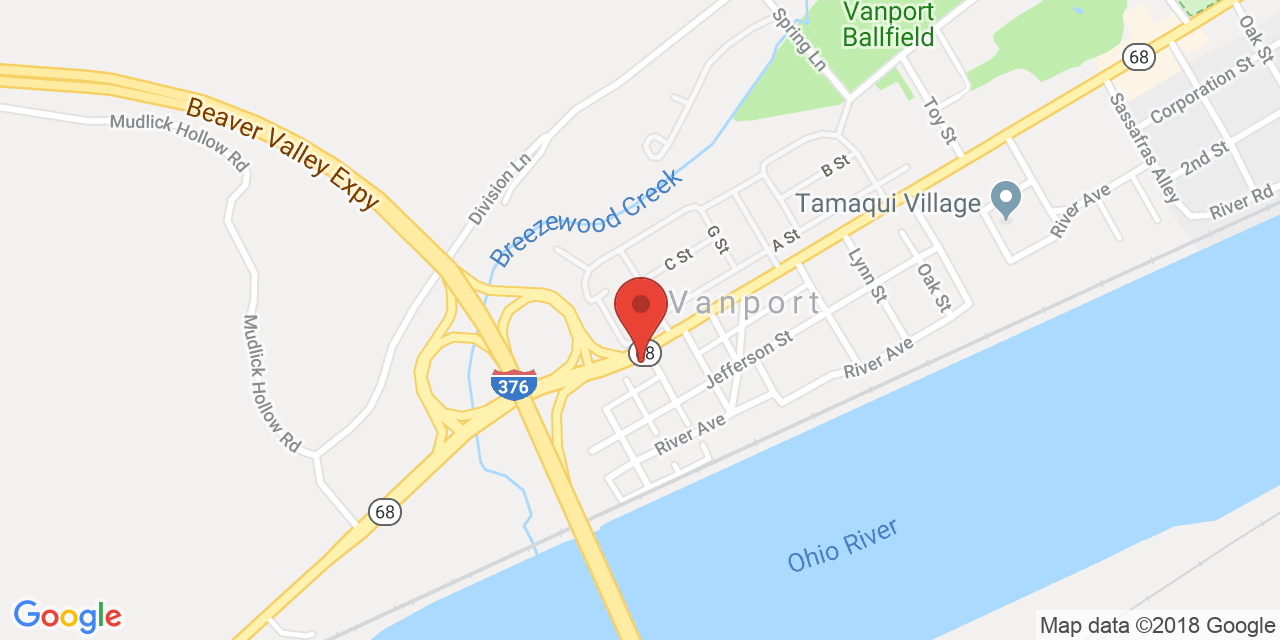 Vanport
Ballfield
Spring Ln
68
Oak St
Corporation St
Sassafras Alley
2nd St
River Rd
Toy St
Beaver Valley Expy
Mudlick Hollow Rd
Division Ln
Breezewood Creek
B St
Tamaqui Village
River Ave
G St
A St
C St
Lynn St
Oak St
Vanport
Mudlick Hollow Rd
Jefferson St
River Ave
376
River Ave
68
Ohio River
Google
Map data ©2018 Google